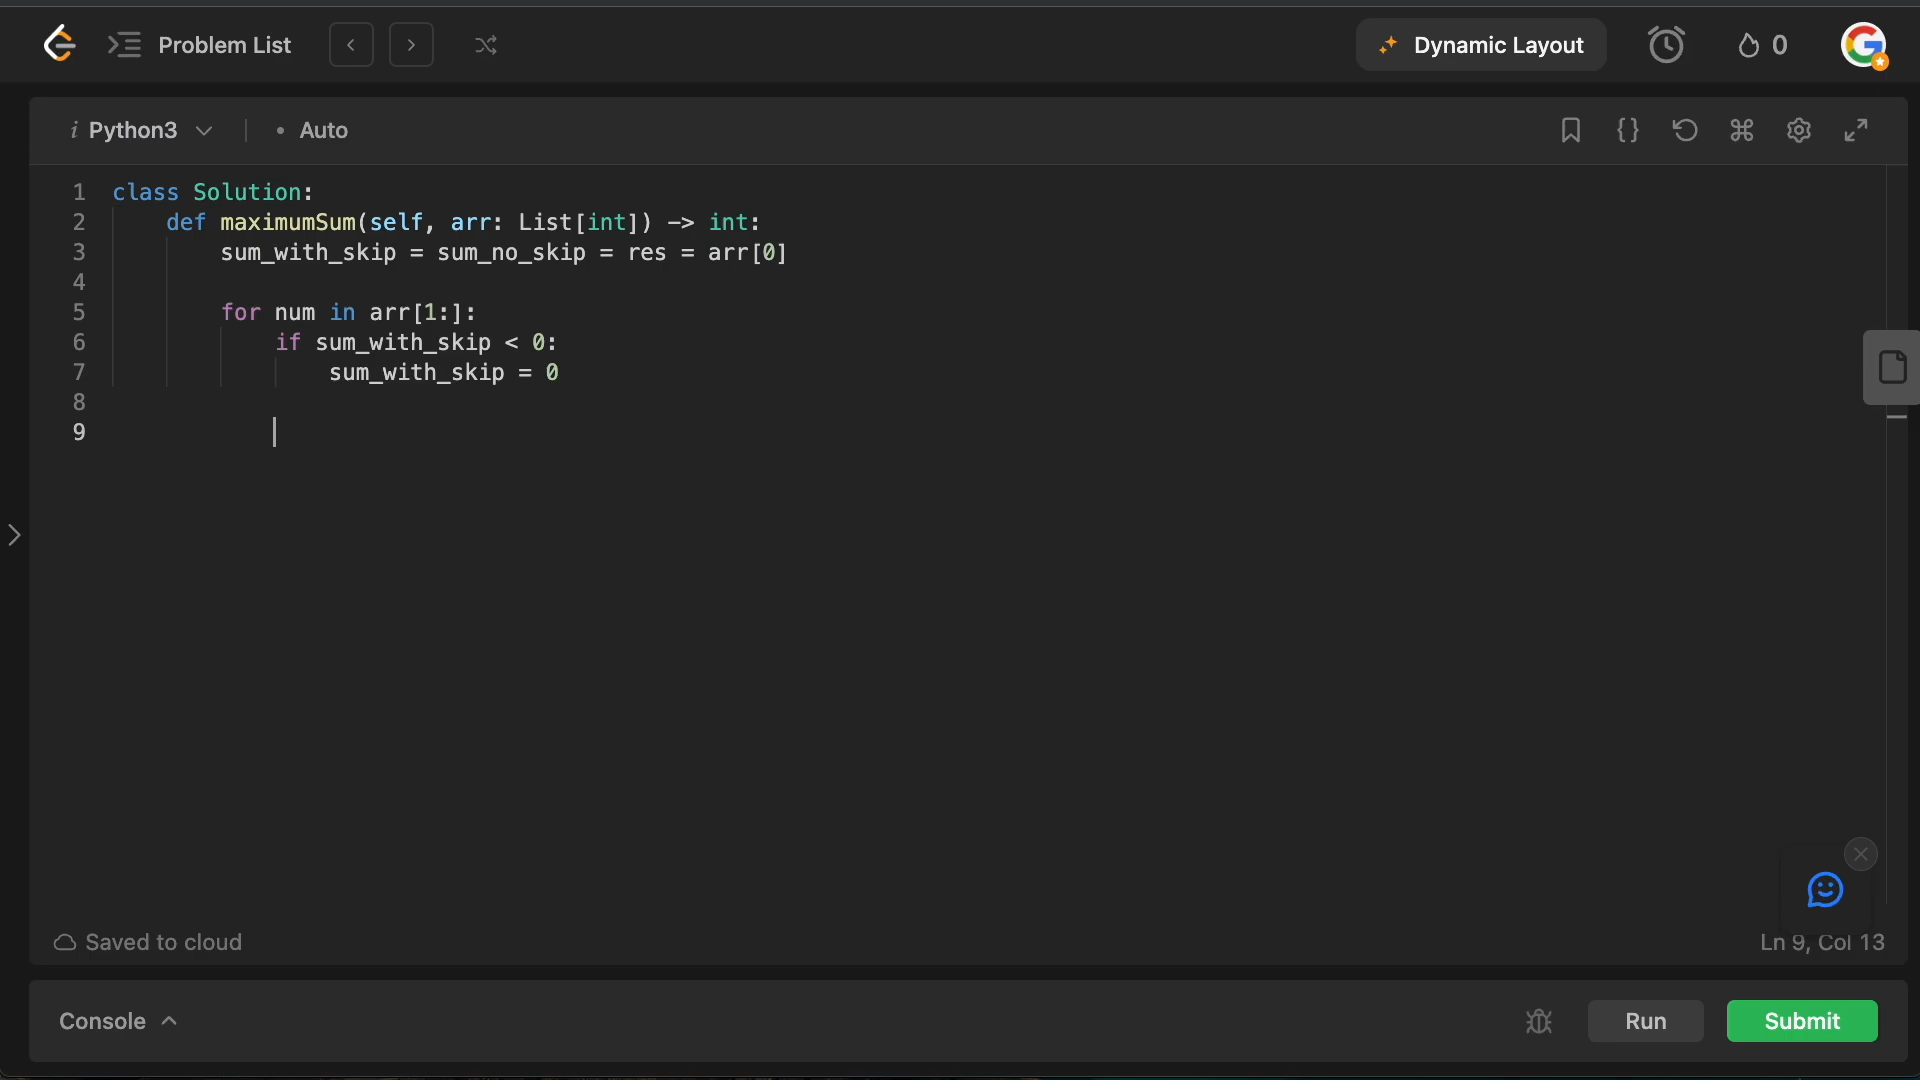 Problem List
Dynamic Layout
0
i Python3
• Auto
{}
1 class Solution:
2     def maximumSum(self, arr: List[int]) -> int:
3         sum_with_skip = sum_no_skip = res = arr[0]
4
5         for num in arr[1:]:
6             if sum_with_skip < 0:
7                 sum_with_skip = 0
8
9
Saved to cloud
Ln 9, Col 13
Console
Run
Submit